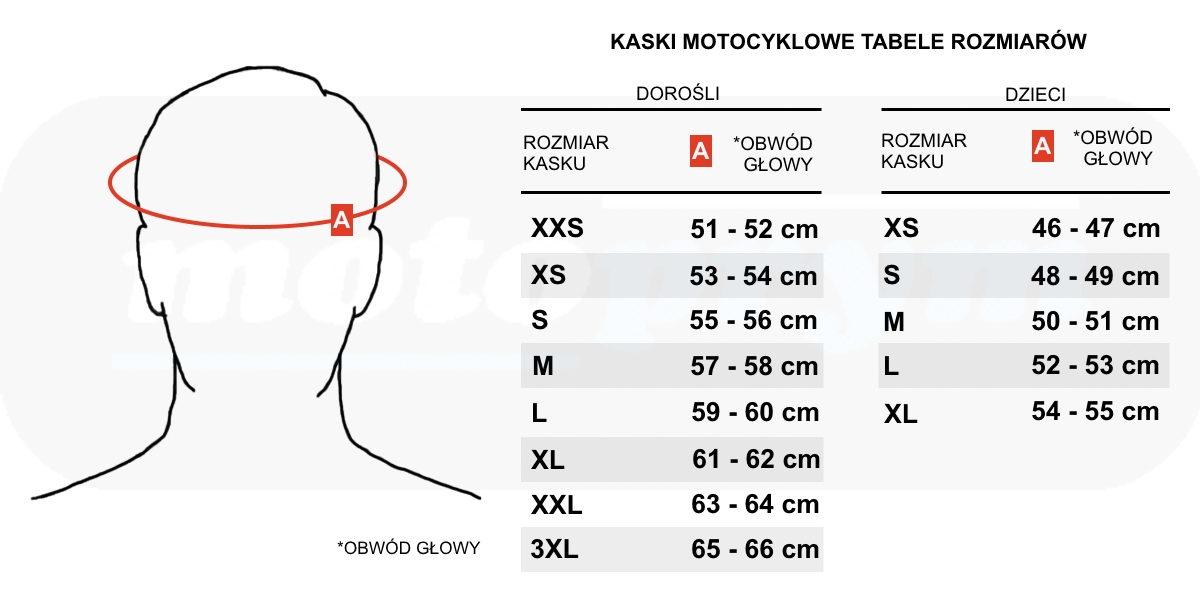 KASKI MOTOCYKLOWE TABELE ROZMIARÓW
DOROŚLI
ROZMIAR
KASKU
A
*OBWÓD
GŁOWY
XXS 51 - 52 cm
XS 53 - 54 cm
S 55 - 56 cm
M 57 - 58 cm
L 59 - 60 cm
XL 61 - 62 cm
XXL 63 - 64 cm
3XL 65 - 66 cm
DZIECI
ROZMIAR
KASKU
A
*OBWÓD
GŁOWY
XS 46 - 47 cm
S 48 - 49 cm
M 50 - 51 cm
L 52 - 53 cm
XL 54 - 55 cm
A
*OBWÓD GŁOWY